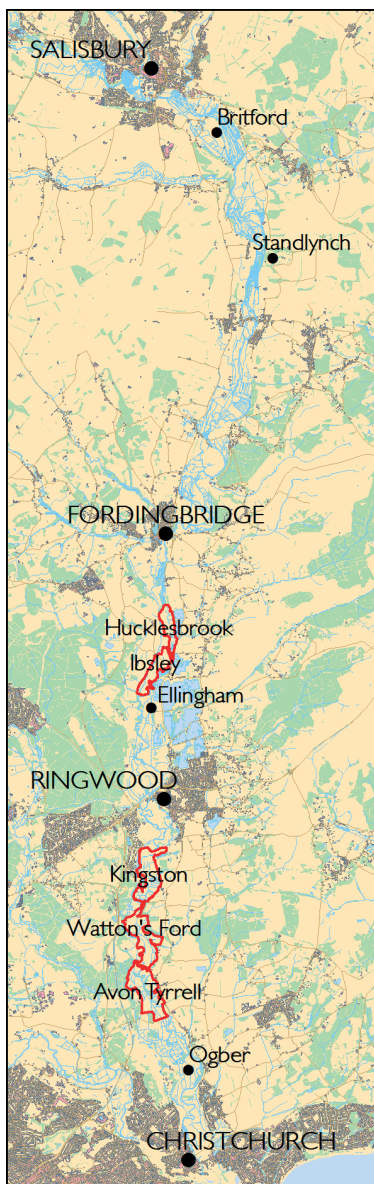 SALISBURY
Britford
Standlynch
FORDINGBRIDGE
Hucklesbrook
Ibsley
Ellingham
RINGWOOD
Kingston
Watton's Ford
Avon Tyrrell
Ogber
CHRISTCHURCH